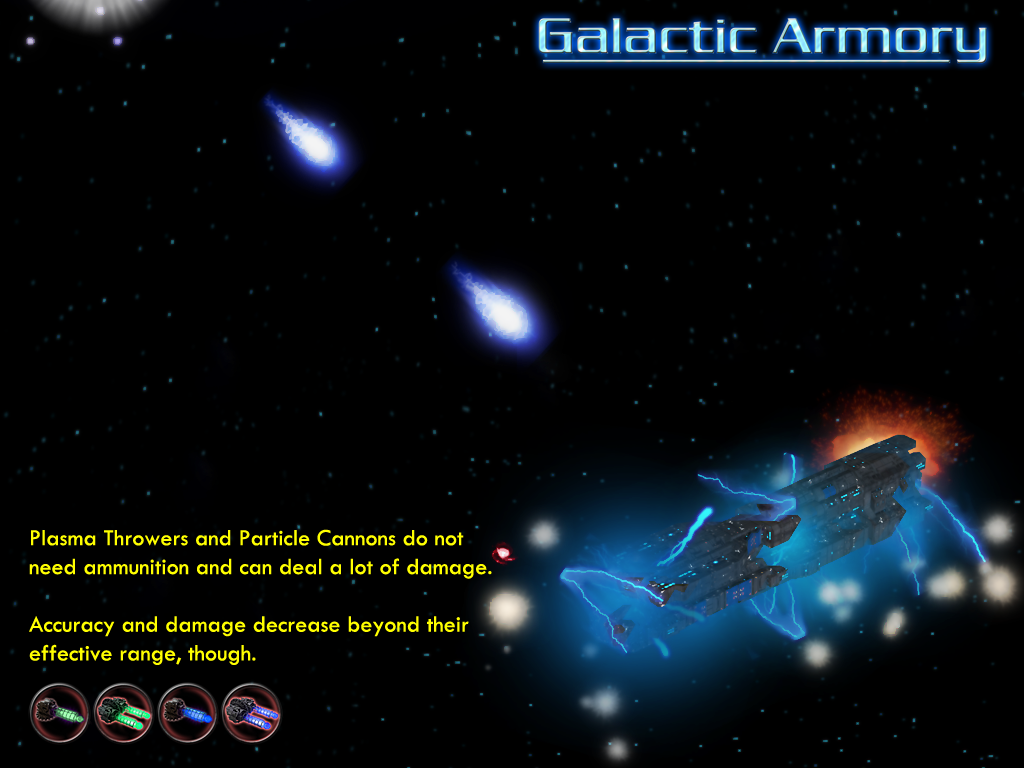 Galactic Armory
Plasma Throwers and Particle Cannons do not
need ammunition and can deal a lot of damage.
Accuracy and damage decrease beyond their
effective range, though.